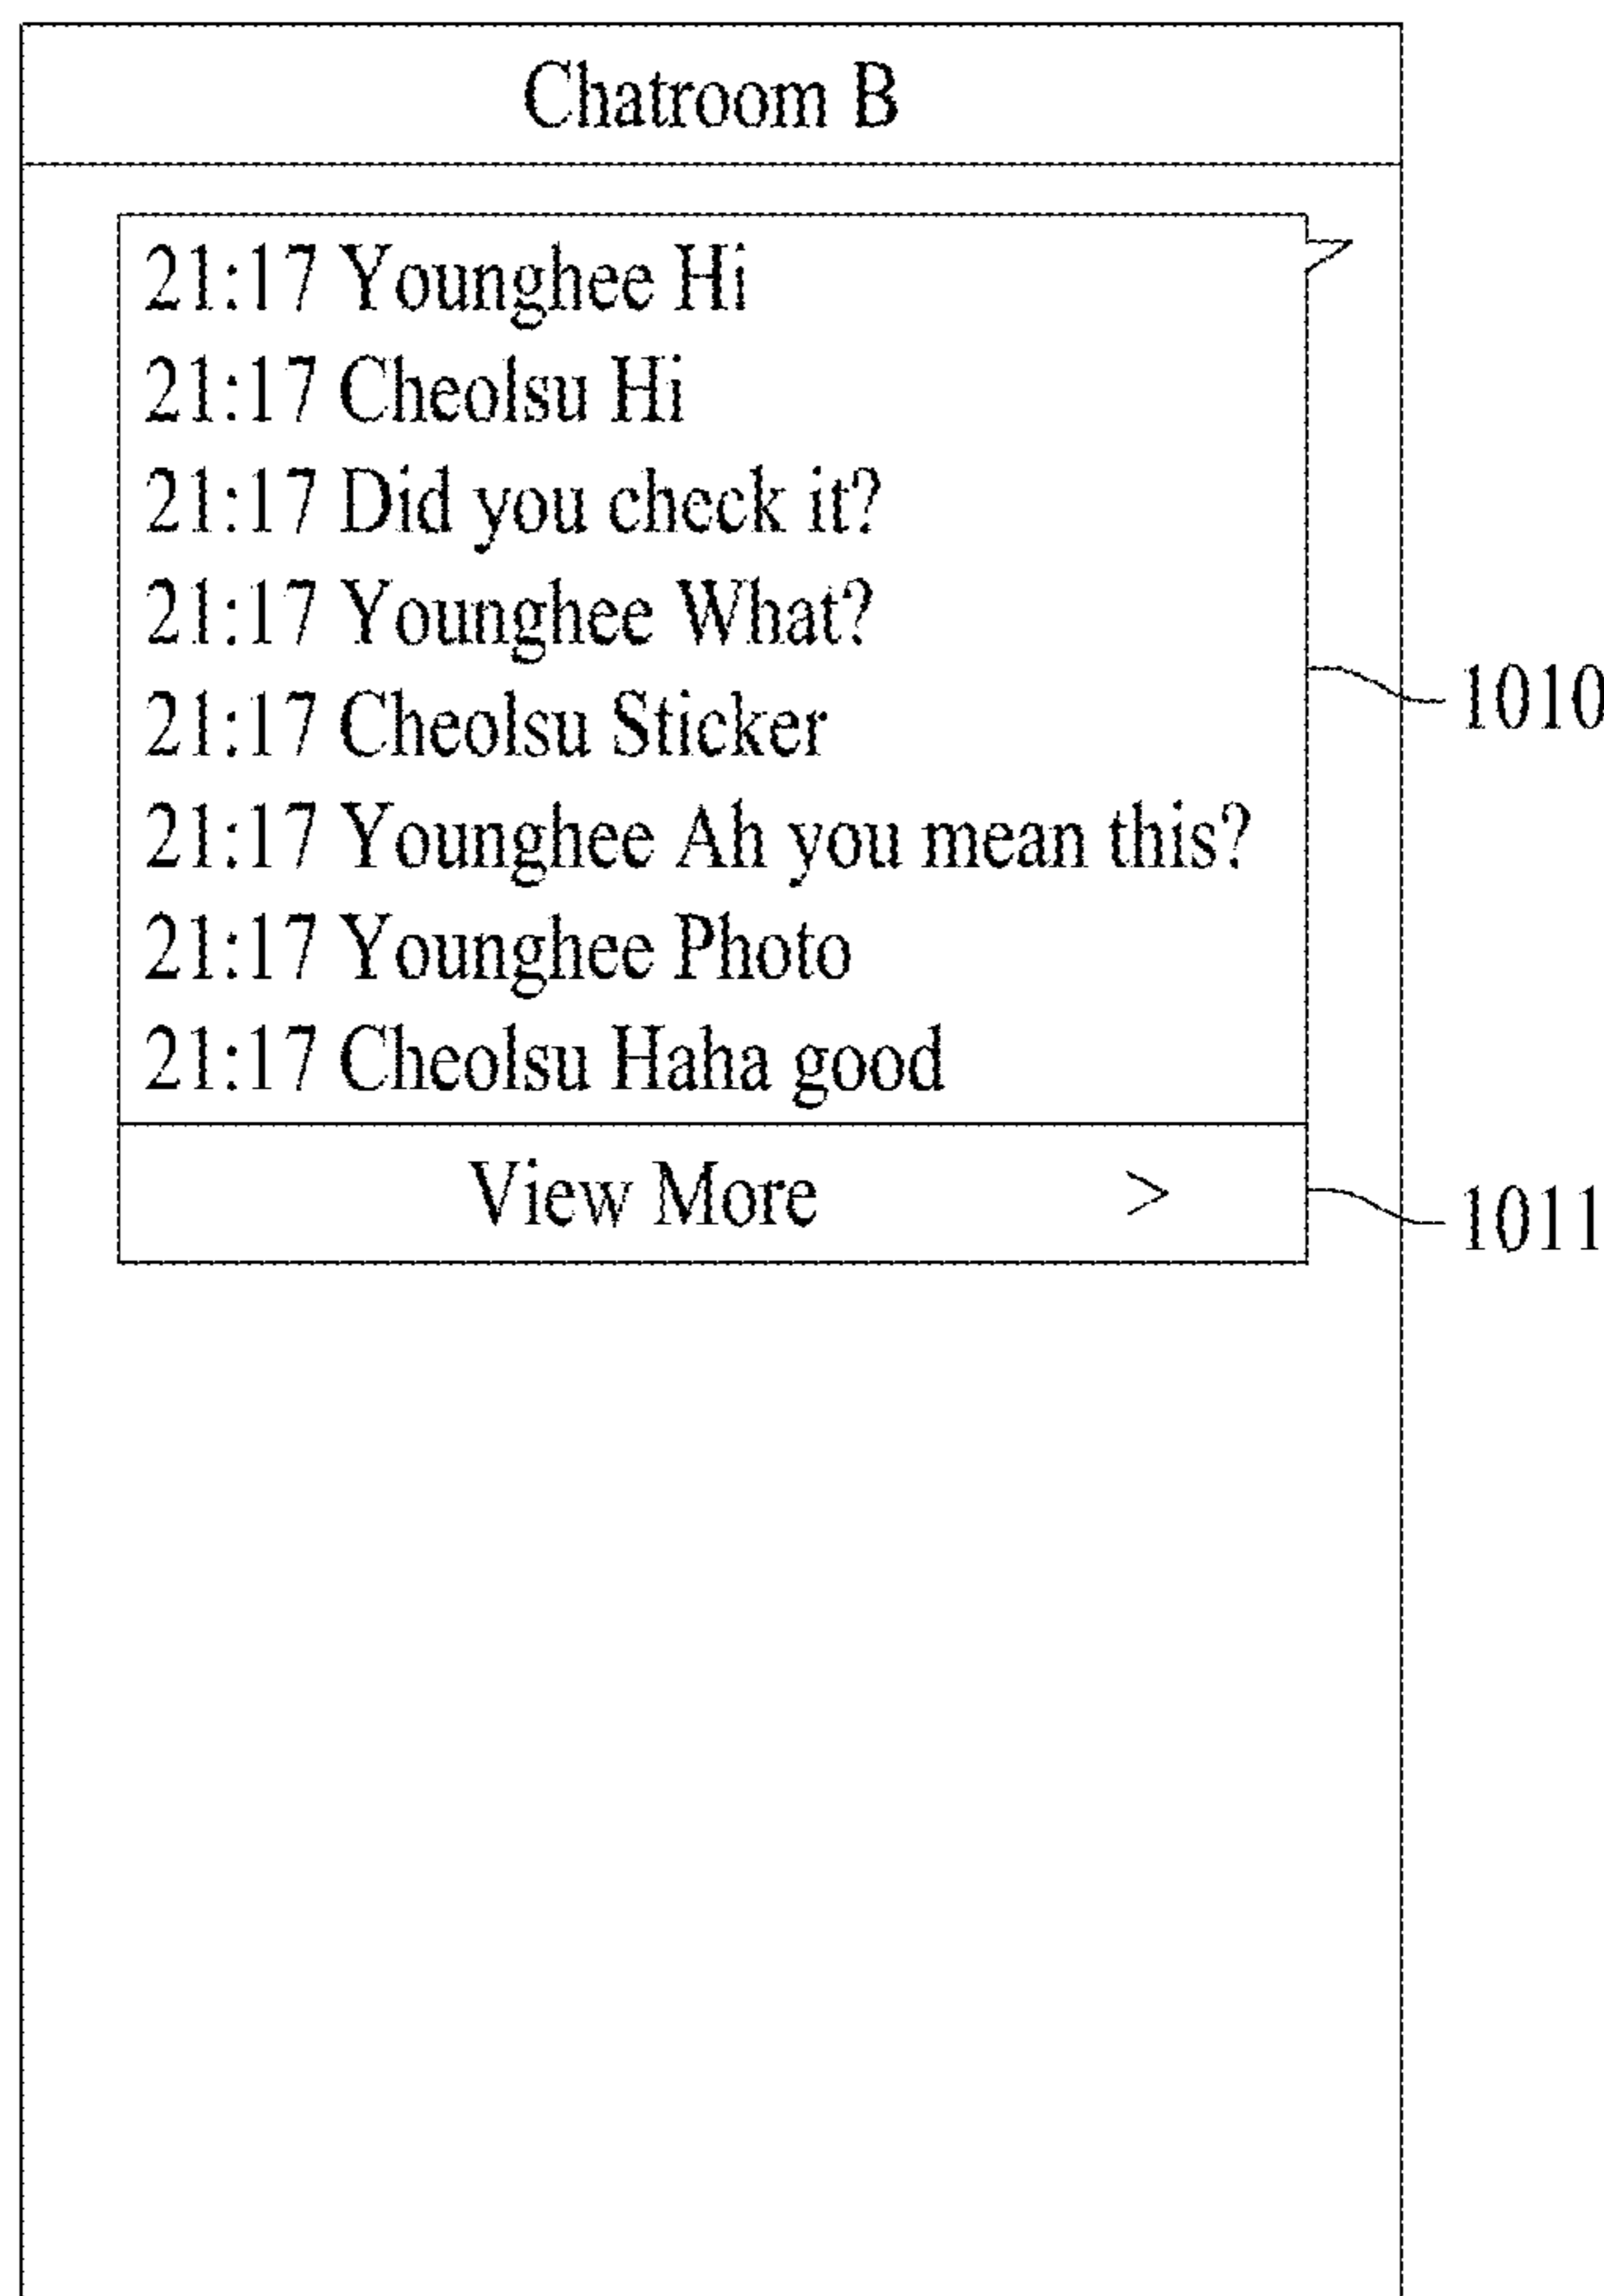 Chatroom B
21:17 Younghee Hi
21:17 Cheolsu Hi
21:17 Did you check it?
21:17 Younghee What?
21:17 Cheolsu Sticker
21:17 Younghee Ah you mean this?
21:17 Younghee Photo
21:17 Cheolsu Haha good
1010
View More >
1011